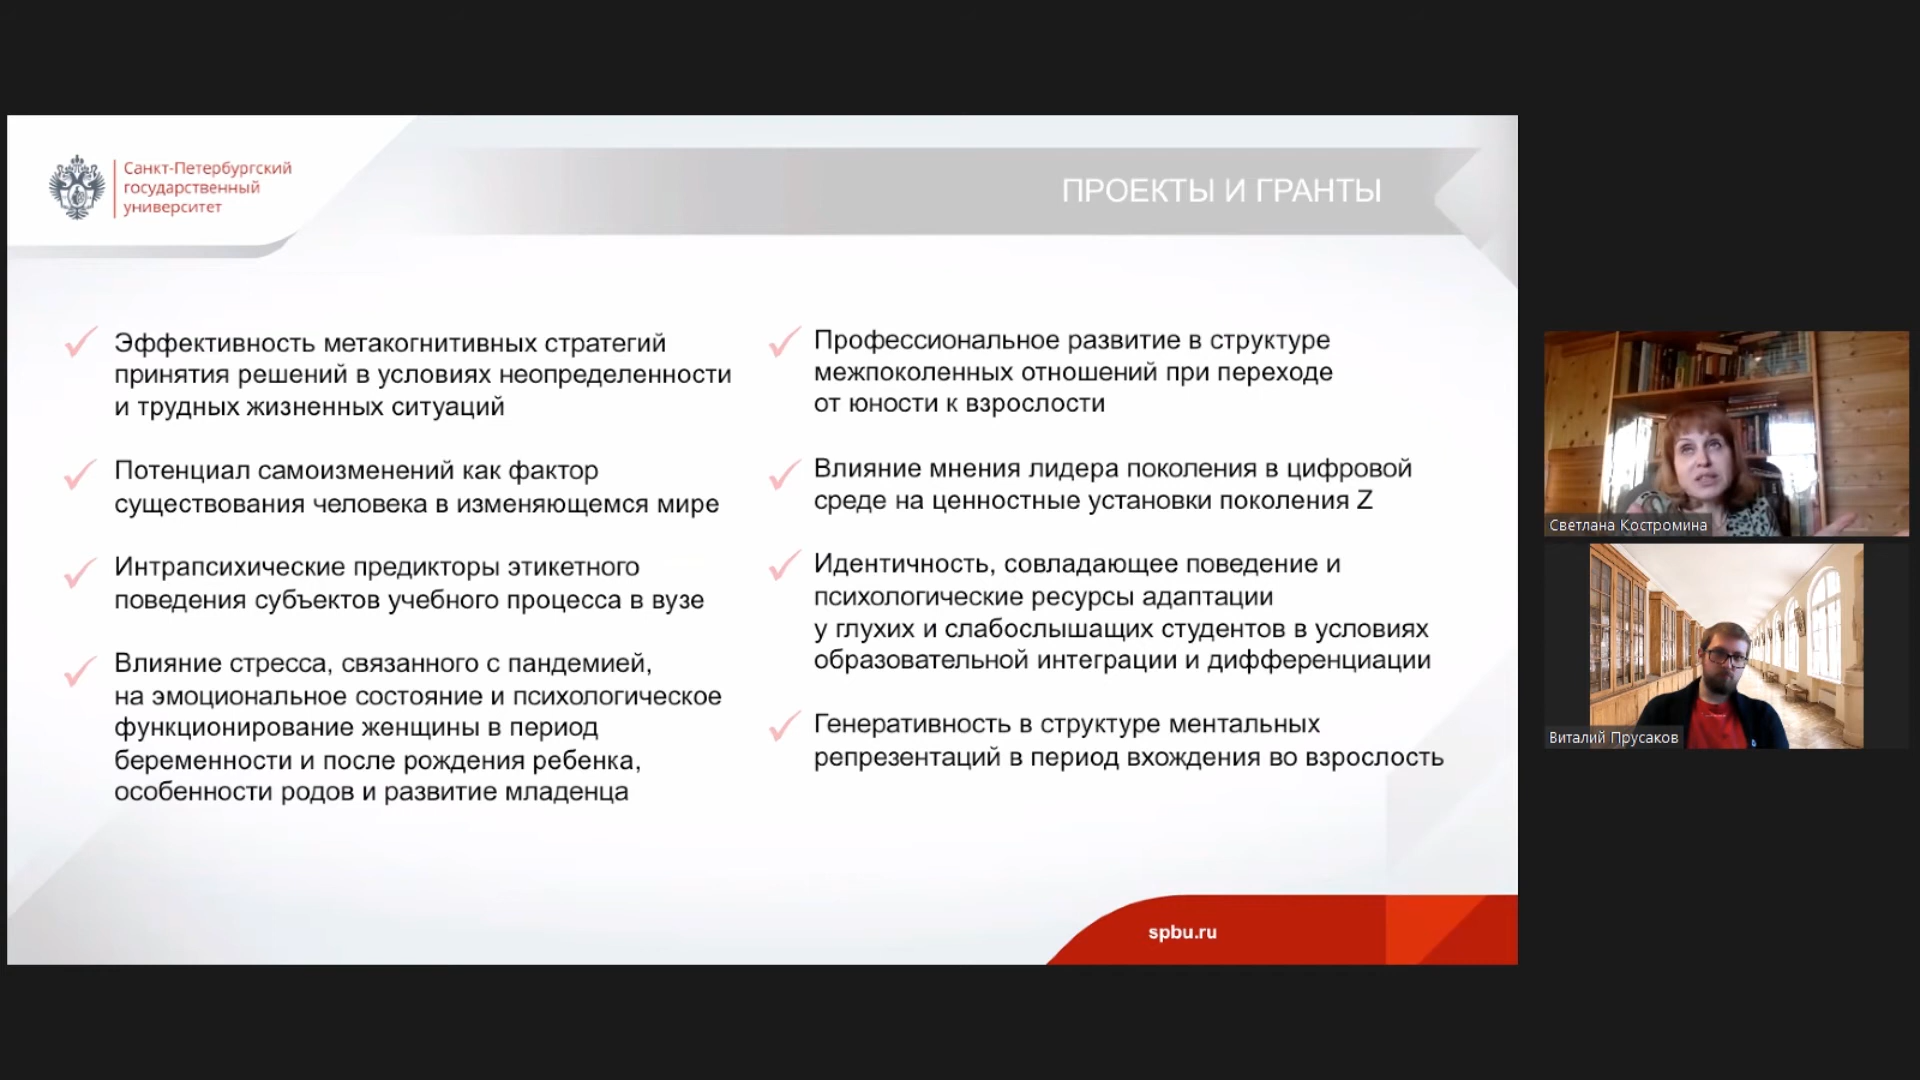 Санкт-Петербургский
государственный
университет
ПРОЕКТЫ И ГРАНТЫ
Эффективность метакогнитивных стратегий
принятия решений в условиях неопределенности
и трудных жизненных ситуаций
Потенциал самоизменений как фактор
существования человека в изменяющемся мире
Интрапсихические предикторы этикетного
поведения субъектов учебного процесса в вузе
Влияние стресса, связанного с пандемией,
на эмоциональное состояние и психологическое
функционирование женщины в период
беременности и после рождения ребенка,
особенности родов и развитие младенца
Профессиональное развитие в структуре
межпоколенных отношений при переходе
от юности к взрослости
Влияние мнения лидера поколения в цифровой
среде на ценностные установки поколения Z
Идентичность, совладающее поведение и
психологические ресурсы адаптации
у глухих и слабослышащих студентов в условиях
образовательной интеграции и дифференциации
Генеративность в структуре ментальных
репрезентаций в период вхождения во взрослость
spbu.ru
Светлана Костромина
Виталий Прусаков